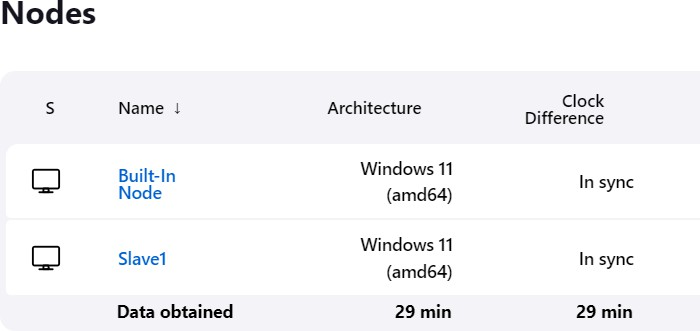 Nodes
S Name ↓ Architecture Clock
Difference
Built-In
Node
Windows 11
(amd64)
In sync
Slave1
Windows 11
(amd64)
In sync
Data obtained 29 min 29 min